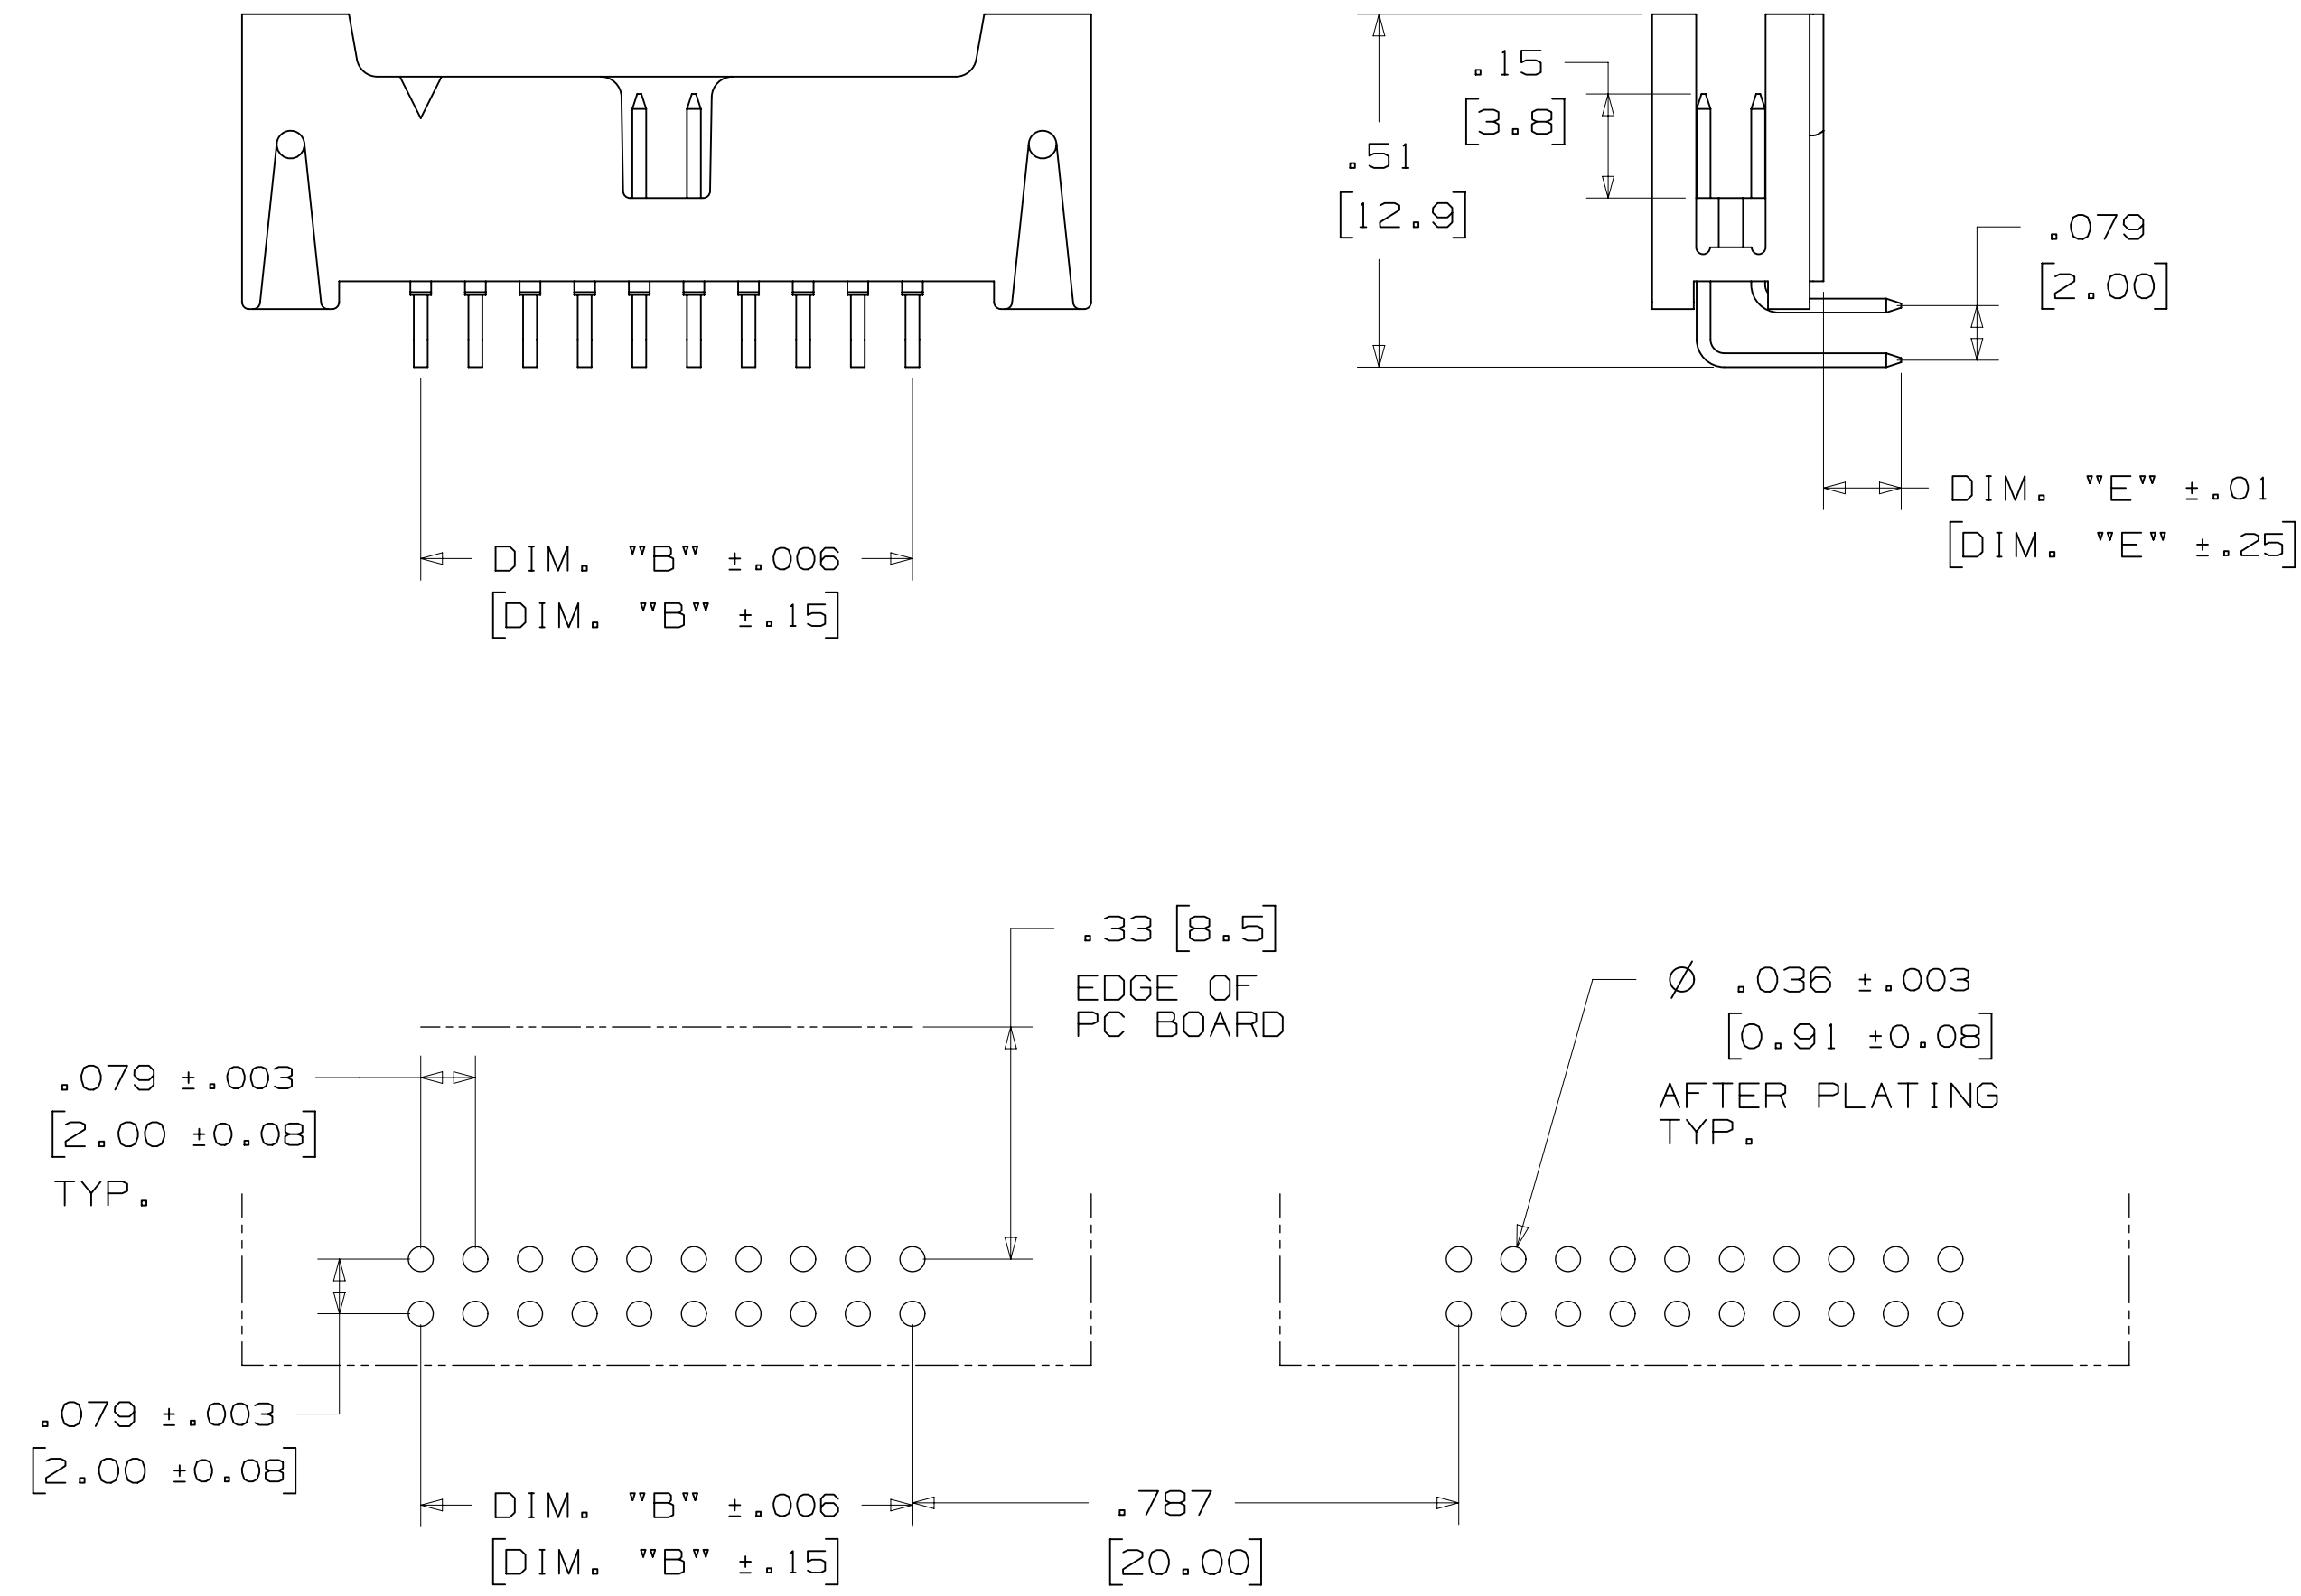 .15
[3.8]
.51
[12.9]
.079
[2.00]
DIM. "E" ±.01
[DIM. "E" ±.25]
DIM. "B" ±.006
[DIM. "B" ±.15]
.33 [8.5]
EDGE OF
PC BOARD
Ø .036 ±.003
[0.91 ±0.08]
AFTER PLATING
TYP.
.079 ±.003
[2.00 ±0.08]
TYP.
.079 ±.003
[2.00 ±0.08]
DIM. "B" ±.006
[DIM. "B" ±.15]
.787
[20.00]